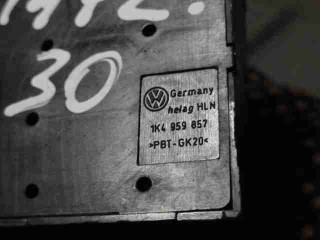 30
Germany
helag HLN
1K4 959 857
>PBT-GK20<